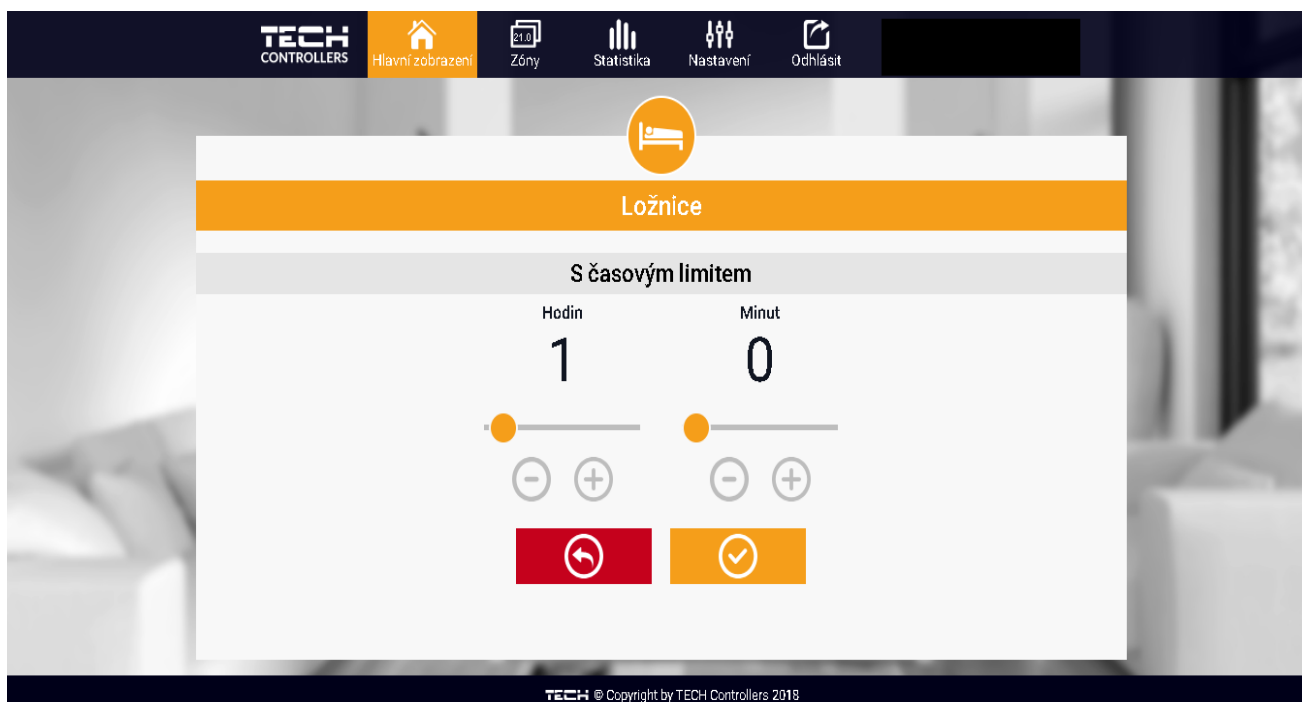 TECH
CONTROLLERS
Hlavní zobrazení
21.0
Zóny
Statistika
Nastavení
Odhlásit
Ložnice
S časovým limitem
Hodin
Minut
1
0
TECH © Copyright by TECH Controllers 2018